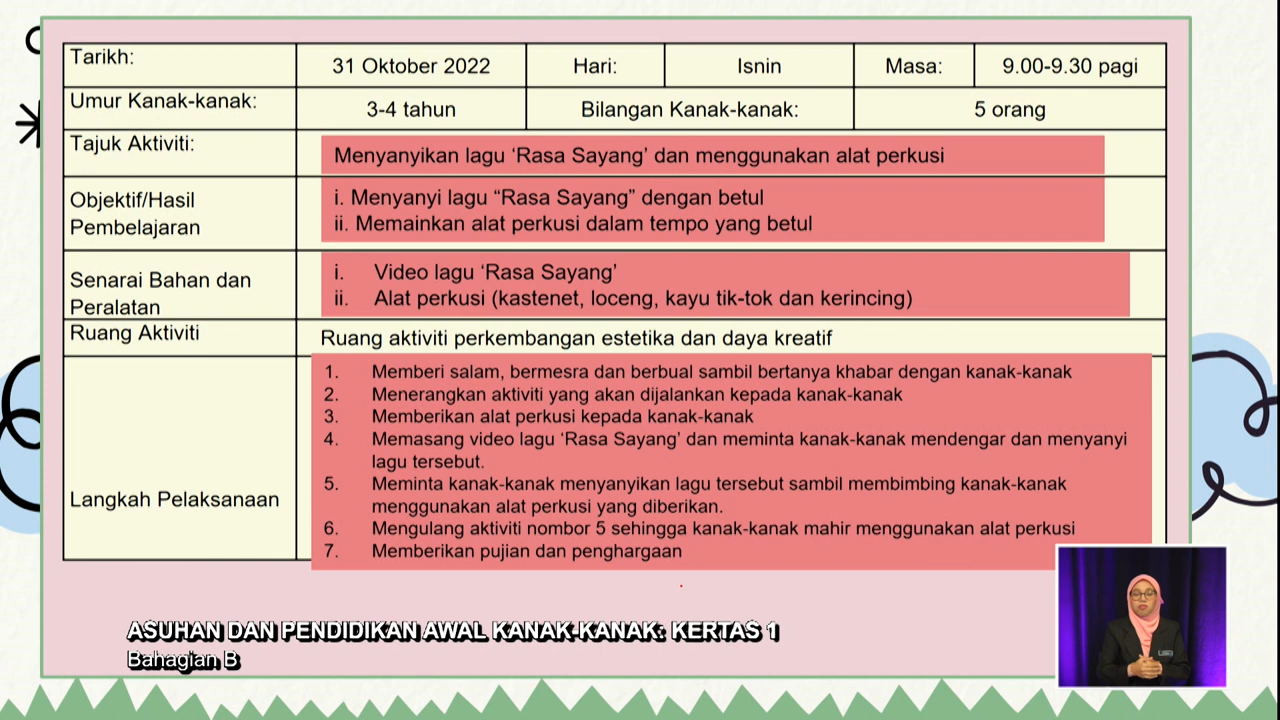 Tarikh: 31 Oktober 2022 Hari: Isnin Masa: 9.00-9.30 pagi
Umur Kanak-kanak: 3-4 tahun Bilangan Kanak-kanak: 5 orang
Tajuk Aktiviti: Menyanyikan lagu ‘Rasa Sayang’ dan menggunakan alat perkusi
Objektif/Hasil
Pembelajaran
i. Menyanyi lagu “Rasa Sayang” dengan betul
ii. Memainkan alat perkusi dalam tempo yang betul
Senarai Bahan dan
Peralatan
i. Video lagu ‘Rasa Sayang’
ii. Alat perkusi (kastenet, loceng, kayu tik-tok dan kerincing)
Ruang Aktiviti Ruang aktiviti perkembangan estetika dan daya kreatif
Langkah Pelaksanaan
1. Memberi salam, bermesra dan berbual sambil bertanya khabar dengan kanak-kanak
2. Menerangkan aktiviti yang akan dijalankan kepada kanak-kanak
3. Memberikan alat perkusi kepada kanak-kanak
4. Memasang video lagu ‘Rasa Sayang’ dan meminta kanak-kanak mendengar dan menyanyi
lagu tersebut.
5. Meminta kanak-kanak menyanyikan lagu tersebut sambil membimbing kanak-kanak
menggunakan alat perkusi yang diberikan.
6. Mengulang aktiviti nombor 5 sehingga kanak-kanak mahir menggunakan alat perkusi
7. Memberikan pujian dan penghargaan
ASUHAN DAN PENDIDIKAN AWAL KANAK-KANAK: KERTAS 1
Bahagian B